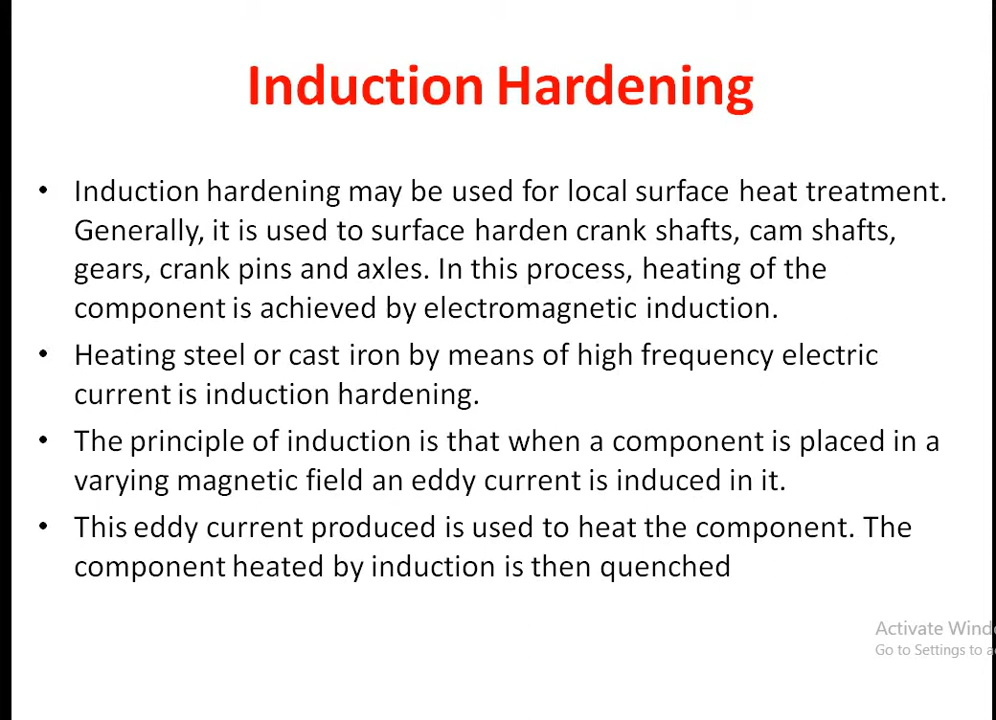 Induction Hardening
• Induction hardening may be used for local surface heat treatment.
Generally, it is used to surface harden crank shafts, cam shafts,
gears, crank pins and axles. In this process, heating of the
component is achieved by electromagnetic induction.
• Heating steel or cast iron by means of high frequency electric
current is induction hardening.
• The principle of induction is that when a component is placed in a
varying magnetic field an eddy current is induced in it.
• This eddy current produced is used to heat the component. The
component heated by induction is then quenched
Activate
Go to Settings to